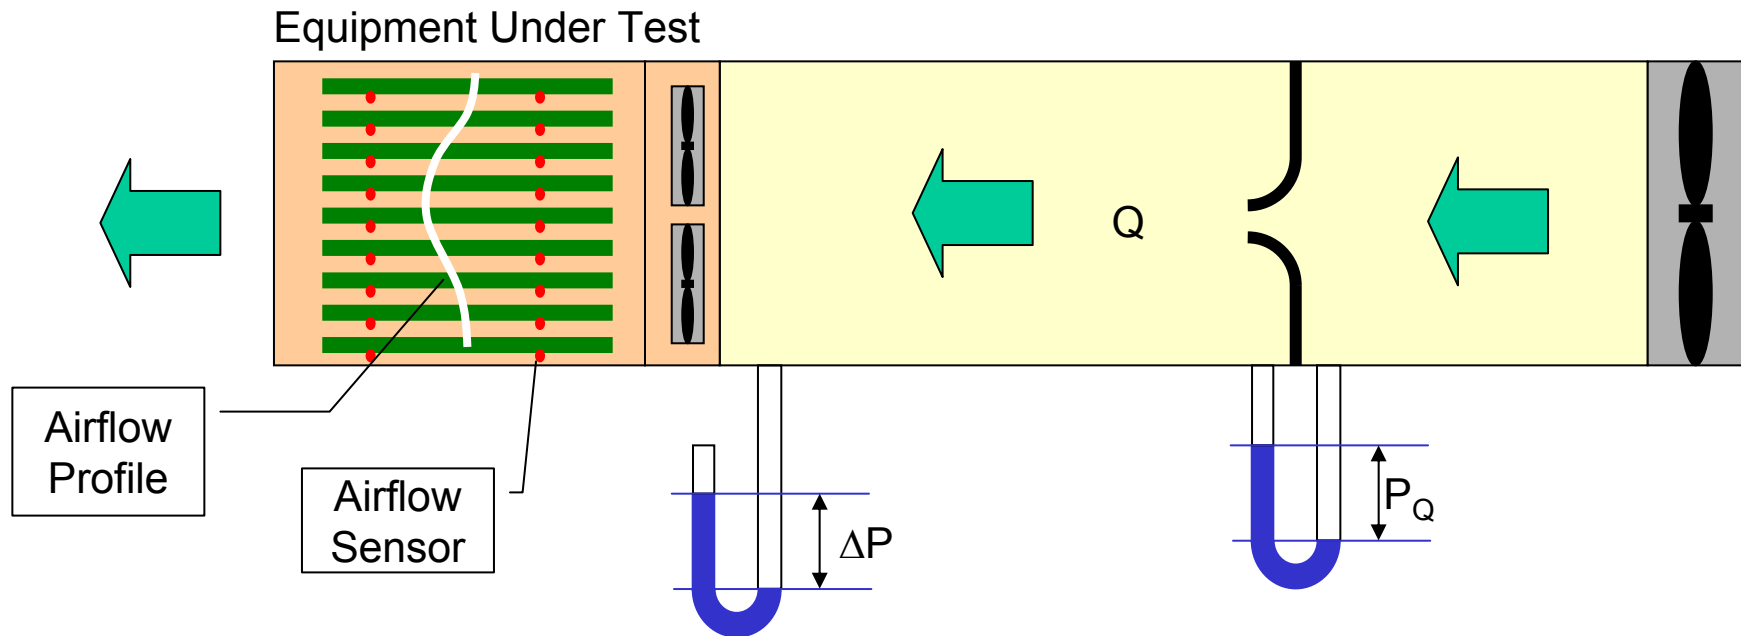 Equipment Under Test
Q
Airflow
Profile
Airflow
Sensor
ΔP
PQ